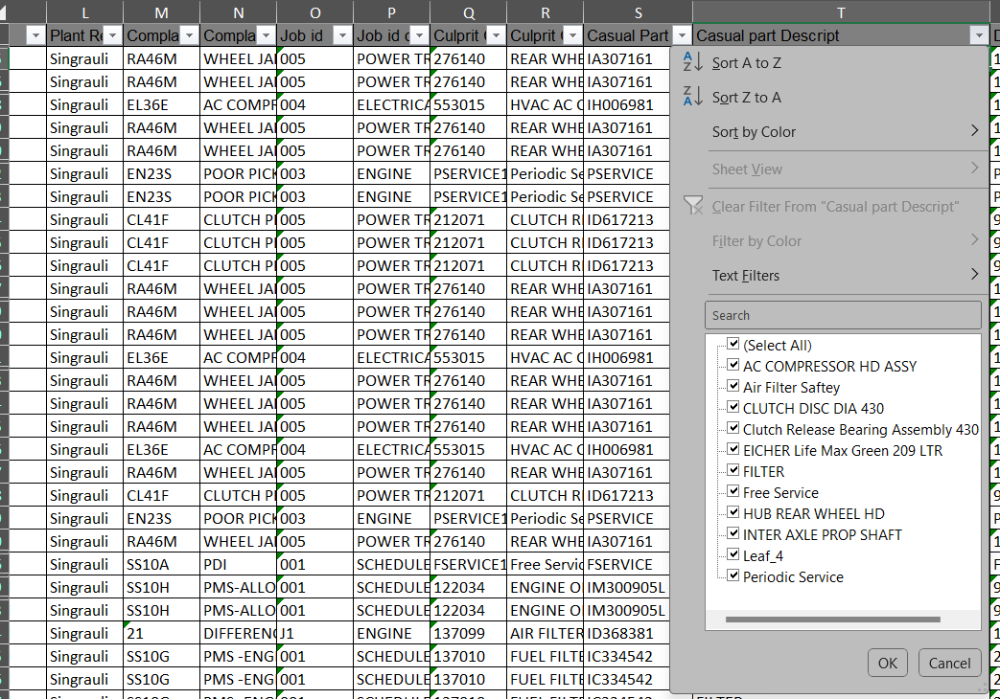 L M N O P Q R S T
Plant Re Compla Compla Job id Job id c Culprit Culprit Casual Part Casual part Descript
Singrauli RA46M WHEEL JA 005 POWER TR 276140 REAR WHE IA307161
Singrauli RA46M WHEEL JA 005 POWER TR 276140 REAR WHE IA307161
Singrauli EL36E AC COMPR 004 ELECTRICA 553015 HVAC AC C IH006981
Singrauli RA46M WHEEL JA 005 POWER TR 276140 REAR WHE IA307161
Singrauli RA46M WHEEL JA 005 POWER TR 276140 REAR WHE IA307161
Singrauli EN23S POOR PICK 003 ENGINE PSERVICE1 Periodic Se PSERVICE
Singrauli EN23S POOR PICK 003 ENGINE PSERVICE1 Periodic Se PSERVICE
Singrauli CL41F CLUTCH PI 005 POWER TR 212071 CLUTCH R ID617213
Singrauli CL41F CLUTCH PI 005 POWER TR 212071 CLUTCH R ID617213
Singrauli CL41F CLUTCH PI 005 POWER TR 212071 CLUTCH R ID617213
Singrauli RA46M WHEEL JA 005 POWER TR 276140 REAR WHE IA307161
Singrauli RA46M WHEEL JA 005 POWER TR 276140 REAR WHE IA307161
Singrauli RA46M WHEEL JA 005 POWER TR 276140 REAR WHE IA307161
Singrauli EL36E AC COMPR 004 ELECTRICA 553015 HVAC AC C IH006981
Singrauli RA46M WHEEL JA 005 POWER TR 276140 REAR WHE IA307161
Singrauli RA46M WHEEL JA 005 POWER TR 276140 REAR WHE IA307161
Singrauli RA46M WHEEL JA 005 POWER TR 276140 REAR WHE IA307161
Singrauli EL36E AC COMPR 004 ELECTRICA 553015 HVAC AC C IH006981
Singrauli RA46M WHEEL JA 005 POWER TR 276140 REAR WHE IA307161
Singrauli CL41F CLUTCH PI 005 POWER TR 212071 CLUTCH R ID617213
Singrauli EN23S POOR PICK 003 ENGINE PSERVICE1 Periodic Se PSERVICE
Singrauli RA46M WHEEL JA 005 POWER TR 276140 REAR WHE IA307161
Singrauli SS10A PDI 001 SCHEDULE FSERVICE1 Free Servic FSERVICE
Singrauli SS10H PMS-ALLO 001 SCHEDULE 122034 ENGINE O IM300905L
Singrauli SS10H PMS-ALLO 001 SCHEDULE 122034 ENGINE O IM300905L
Singrauli 21 DIFFEREN J1 ENGINE 137099 AIR FILTER ID368381
Singrauli SS10G PMS -ENG 001 SCHEDULE 137010 FUEL FILTE IC334542
Singrauli SS10G PMS -ENG 001 SCHEDULE 137010 FUEL FILTE IC334542
Sort A to Z
Sort Z to A
Sort by Color
Sheet View
Clear Filter From "Casual part Descript"
Filter by Color
Text Filters
Search
(Select All)
AC COMPRESSOR HD ASSY
Air Filter Saftey
CLUTCH DISC DIA 430
Clutch Release Bearing Assembly 430
EICHER Life Max Green 209 LTR
FILTER
Free Service
HUB REAR WHEEL HD
INTER AXLE PROP SHAFT
Leaf_4
Periodic Service
OK Cancel